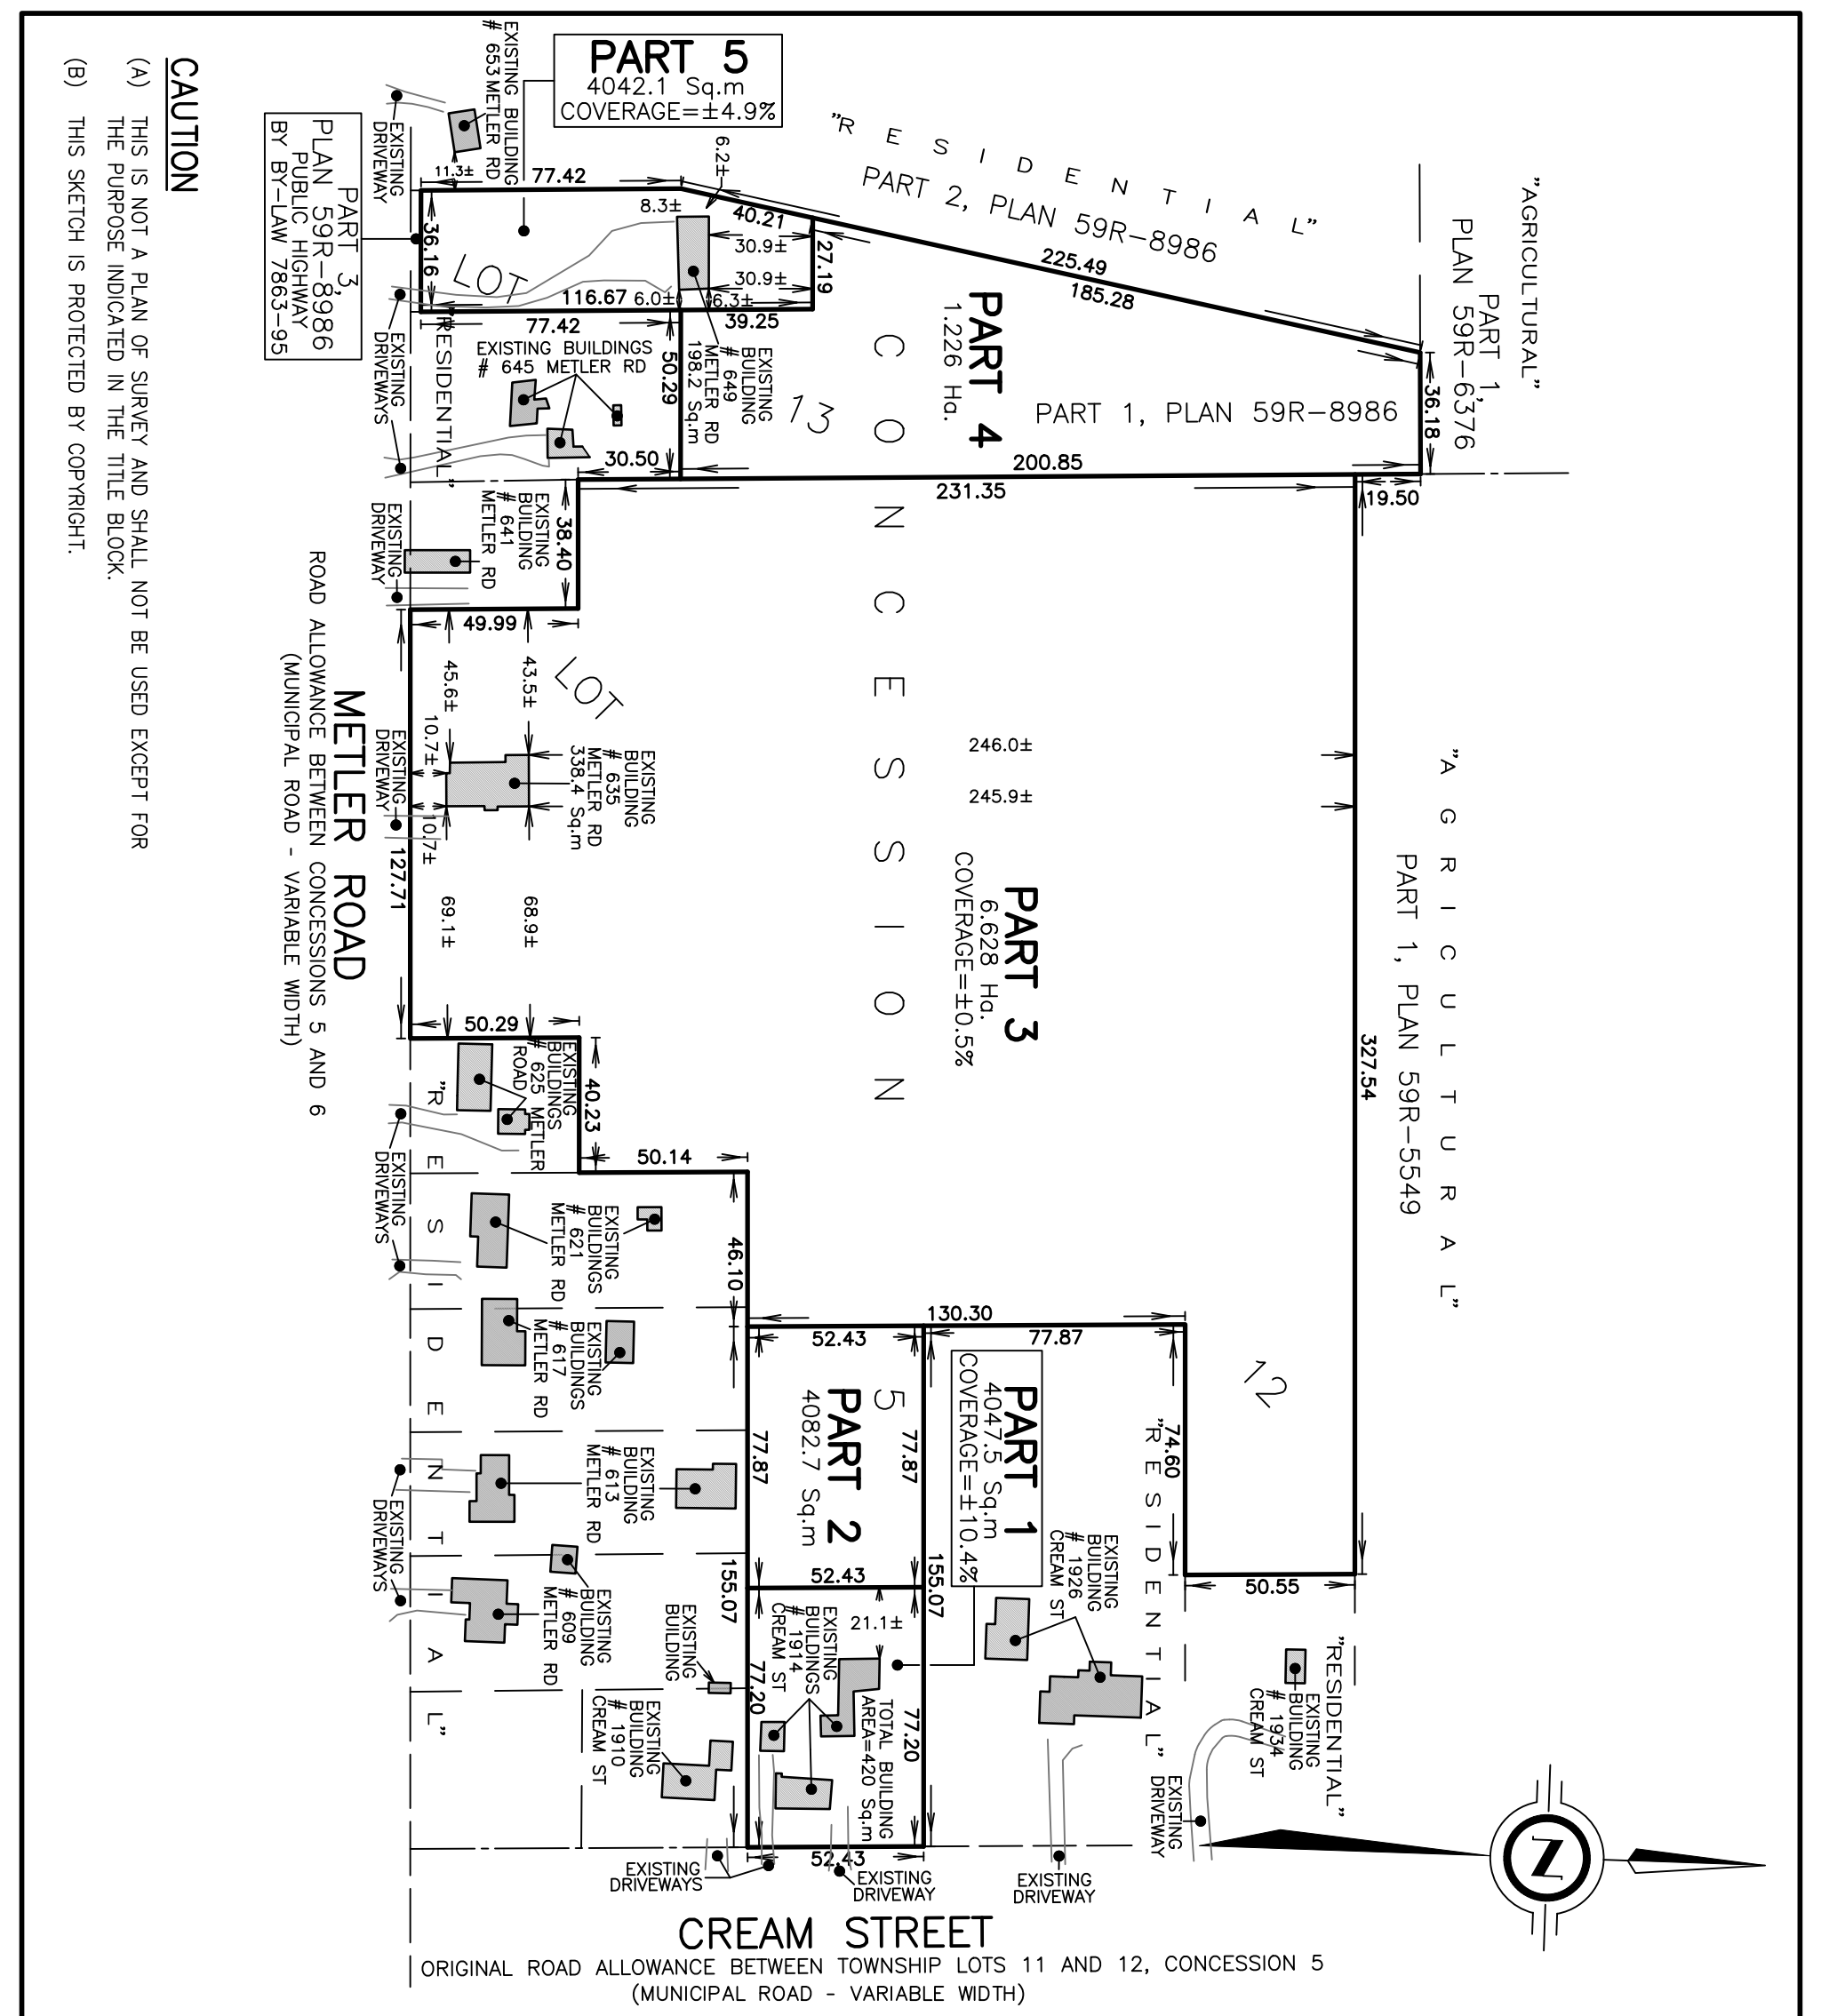 PART 5
4042.1 Sq.m
COVERAGE=±4.9%
EXISTING BUILDING
# 653 METLER RD
EXISTING
DRIVEWAY
11.3±
77.42
6.2±
8.3±
40.21
30.9±
30.9±
27.19
36.16
LOT
116.67
6.0±
6.3±
39.25
77.42
"RESIDENTIAL"
PART 2, PLAN 59R-8986
225.49
185.28
"AGRICULTURAL"
PART 1,
PLAN 59R-6376
36.18
PART 3,
PLAN 59R-8986
PUBLIC HIGHWAY
BY BY-LAW 7863-95
CAUTION
(A) THIS IS NOT A PLAN OF SURVEY AND SHALL NOT BE USED EXCEPT FOR
THE PURPOSE INDICATED IN THE TITLE BLOCK.
(B) THIS SKETCH IS PROTECTED BY COPYRIGHT.
EXISTING
DRIVEWAYS
"RESIDENTIAL"
EXISTING BUILDINGS
# 645 METLER RD
50.29
EXISTING
BUILDING
# 649
METLER RD
198.2 Sq.m
13
PART 4
1.226 Ha.
PART 1, PLAN 59R-8986
30.50
200.85
231.35
19.50
CONCESSION
EXISTING
BUILDING
# 641
METLER RD
38.40
EXISTING
DRIVEWAY
49.99
LOT
45.6±
43.5±
10.7±
10.7±
EXISTING
BUILDING
# 635
METLER RD
338.4 Sq.m
EXISTING
DRIVEWAY
127.71
69.1±
68.9±
246.0±
245.9±
METLER ROAD
ROAD ALLOWANCE BETWEEN CONCESSIONS 5 AND 6
(MUNICIPAL ROAD - VARIABLE WIDTH)
PART 3
6.628 Ha.
COVERAGE=±0.5%
"AGRICULTURAL"
PART 1, PLAN 59R-5549
327.54
50.29
EXISTING
BUILDINGS
# 625 METLER
ROAD
40.23
50.14
"RESIDENTIAL"
EXISTING
DRIVEWAYS
EXISTING
BUILDINGS
# 621
METLER RD
46.10
EXISTING
BUILDINGS
# 617
METLER RD
130.30
52.43
77.87
74.60
12
50.55
5
PART 2
4082.7 Sq.m
77.87
77.87
52.43
PART 1
4047.5 Sq.m
COVERAGE=±10.4%
"RESIDENTIAL"
EXISTING
BUILDING
# 613
METLER RD
EXISTING
DRIVEWAYS
EXISTING
BUILDING
# 609
METLER RD
EXISTING
BUILDING
155.07
155.07
77.20
77.20
21.1±
EXISTING
BUILDINGS
# 1914
CREAM ST
TOTAL BUILDING
AREA=420 Sq.m
EXISTING
BUILDING
# 1926
CREAM ST
EXISTING
BUILDING
# 1910
CREAM ST
"RESIDENTIAL"
EXISTING
BUILDING
# 1934
CREAM ST
EXISTING
DRIVEWAY
52.43
EXISTING
DRIVEWAYS
EXISTING
DRIVEWAY
EXISTING
DRIVEWAY
N
CREAM STREET
ORIGINAL ROAD ALLOWANCE BETWEEN TOWNSHIP LOTS 11 AND 12, CONCESSION 5
(MUNICIPAL ROAD - VARIABLE WIDTH)